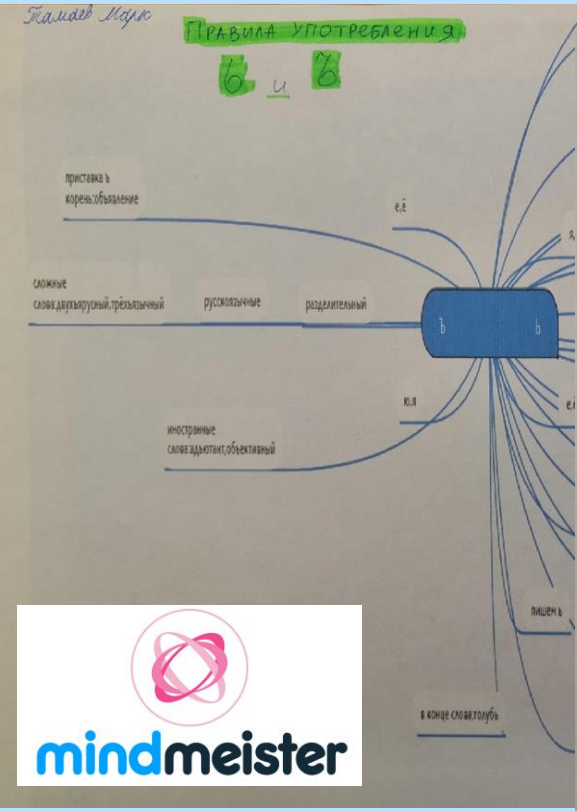 Тамаев Марк
ПРАВИЛА УПОТРЕБЛЕНИЯ
Ь и Ъ
приставка ъ
корень:объявление
е,ё
я,
сложные
слова:двухъярусный,трёхъязычный
русскоязычные
разделительный
Ъ
Ь
ю.я
е,
иностранные
слова:адъютант,объективный
пишем ь
в конце слова:голубь
mindmeister